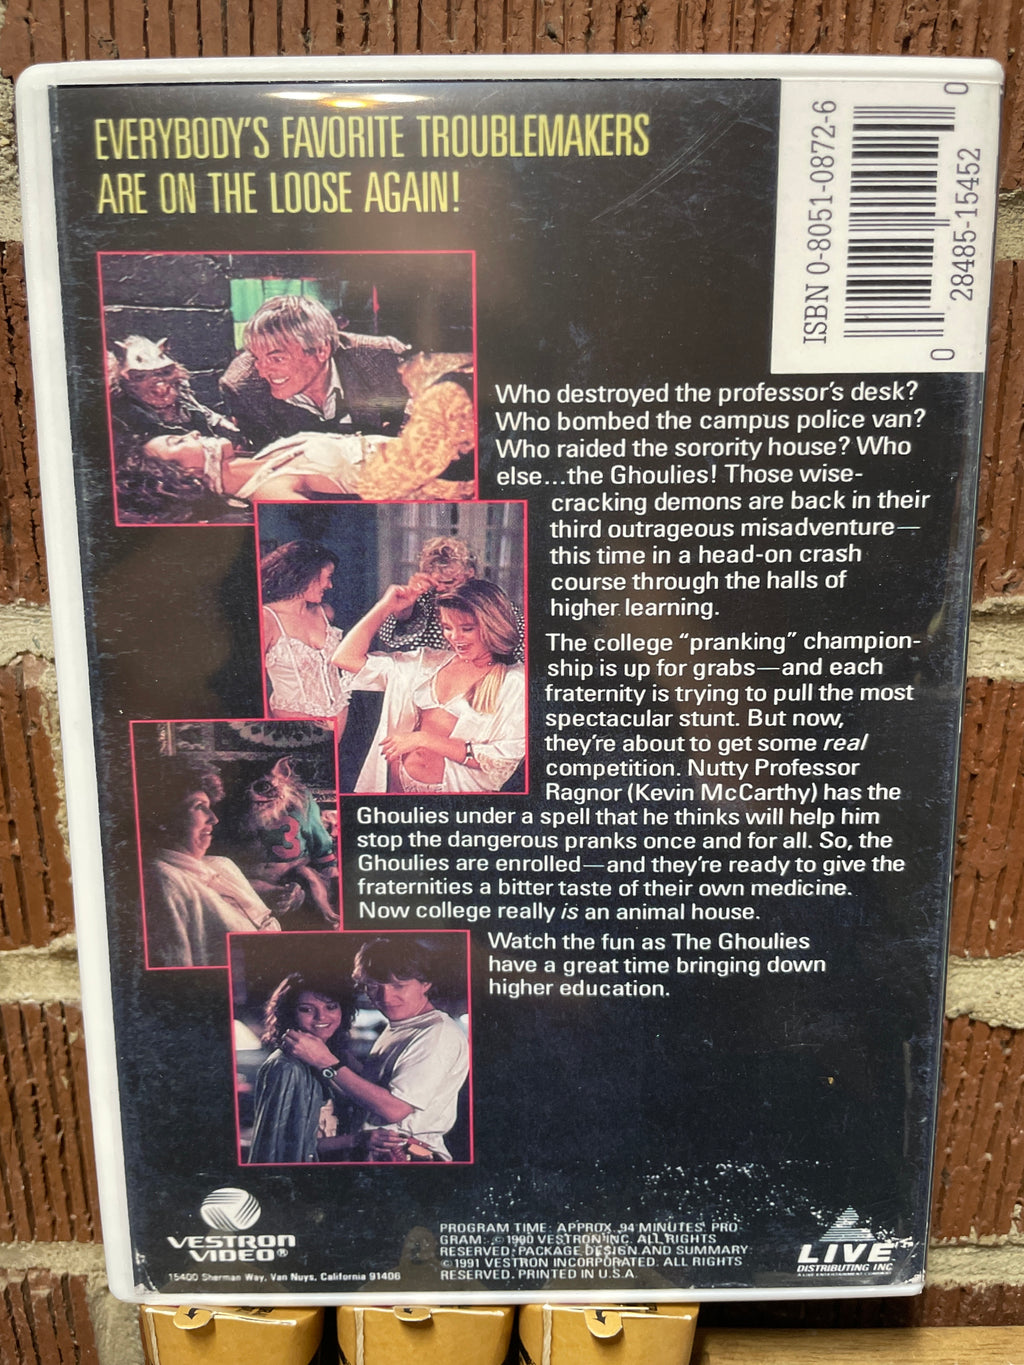 EVERYBODY'S FAVORITE TROUBLEMAKERS
ARE ON THE LOOSE AGAIN!
ISBN 0-8051-0872-6
0 28485-15452 0
Who destroyed the professor's desk?
Who bombed the campus police van?
Who raided the sorority house? Who
else...the Ghoulies! Those wise-
cracking demons are back in their
third outrageous misadventure—
this time in a head-on crash
course through the halls of
higher learning.
The college "pranking" champion-
ship is up for grabs—and each
fraternity is trying to pull the most
spectacular stunt. But now,
they're about to get some real
competition. Nutty Professor
Ragnor (Kevin McCarthy) has the
Ghoulies under a spell that he thinks will help him
stop the dangerous pranks once and for all. So, the
Ghoulies are enrolled—and they're ready to give the
fraternities a bitter taste of their own medicine.
Now college really is an animal house.
3
Watch the fun as The Ghoulies
have a great time bringing down
higher education.
VESTRON
VIDEO®
15400 Sherman Way, Van Nuys, California 91406
PROGRAM TIME: APPROX. 94 MINUTES. PRO-
GRAM: © 1990 VESTRON INC. ALL RIGHTS
RESERVED. PACKAGE DESIGN AND SUMMARY:
© 1991 VESTRON INCORPORATED. ALL RIGHTS
RESERVED. PRINTED IN U.S.A.
LIVE
DISTRIBUTING INC
A LIVE ENTERTAINMENT COMPANY